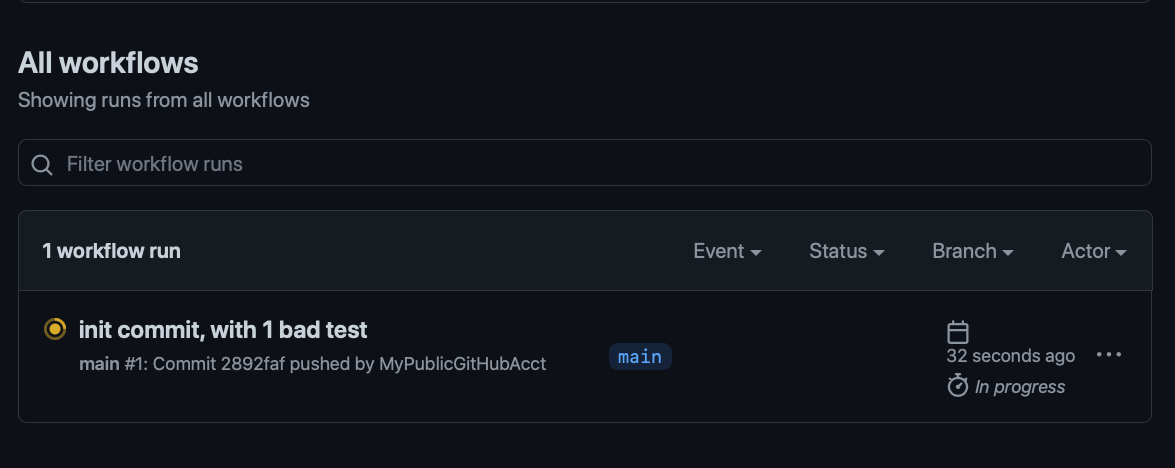 All workflows
Showing runs from all workflows
Filter workflow runs
1 workflow run
Event
Status
Branch
Actor
init commit, with 1 bad test
main #1: Commit 2892faf pushed by MyPublicGitHubAcct
main
32 seconds ago
In progress